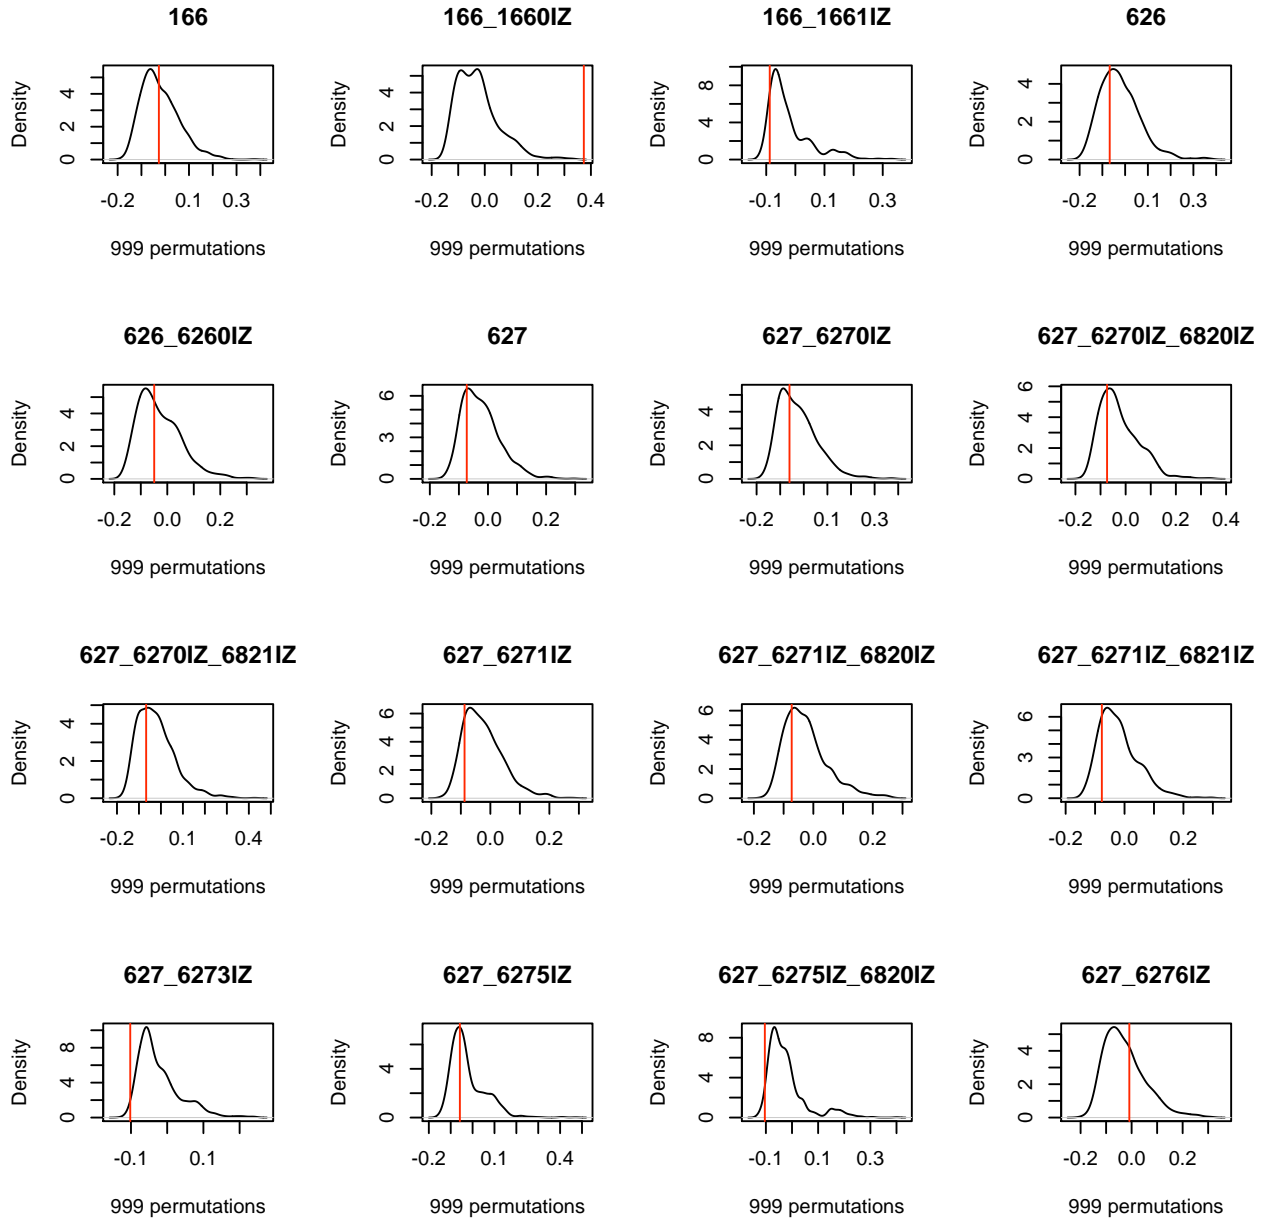 166 166_1660IZ 166_1661IZ 626
Density 0 2 4 Density 0 2 4 Density 0 4 8 Density 0 2 4
-0.2 0.1 0.3 -0.2 0.0 0.2 0.4 -0.1 0.1 0.3 -0.2 0.1 0.3
999 permutations 999 permutations 999 permutations 999 permutations
626_6260IZ 627 627_6270IZ 627_6270IZ_6820IZ
Density 0 2 4 Density 0 3 6 Density 0 2 4 Density 0 2 4 6
-0.2 0.0 0.2 -0.2 0.0 0.2 -0.2 0.1 0.3 -0.2 0.0 0.2 0.4
999 permutations 999 permutations 999 permutations 999 permutations
627_6270IZ_6821IZ 627_6271IZ 627_6271IZ_6820IZ 627_6271IZ_6821IZ
Density 0 2 4 Density 0 2 4 6 Density 0 2 4 6 Density 0 3 6
-0.2 0.1 0.4 -0.2 0.0 0.2 -0.2 0.0 0.2 -0.2 0.0 0.2
999 permutations 999 permutations 999 permutations 999 permutations
627_6273IZ 627_6275IZ 627_6275IZ_6820IZ 627_6276IZ
Density 0 4 8 Density 0 4 Density 0 4 8 Density 0 2 4
-0.1 0.1 -0.2 0.1 0.4 -0.1 0.1 0.3 -0.2 0.0 0.2
999 permutations 999 permutations 999 permutations 999 permutations